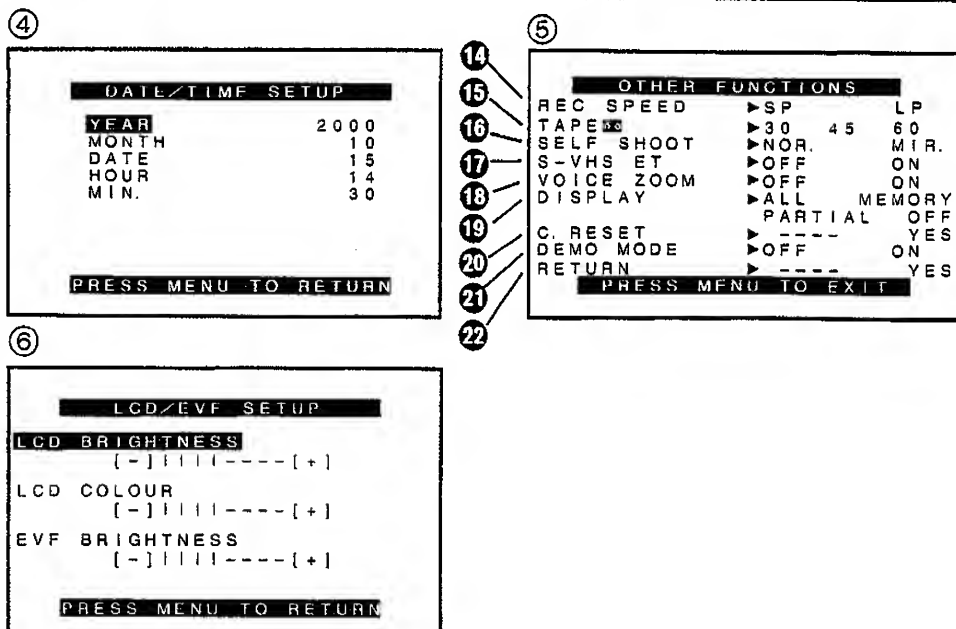 ④
DATE/TIME SETUP
YEAR 2000
MONTH 10
DATE 15
HOUR 14
MIN. 30
PRESS MENU TO RETURN
⑤
OTHER FUNCTIONS
14 REC SPEED ▶SP LP
15 TAPE ▶30 45 60
16 SELF SHOOT ▶NOR. MIR.
17 S-VHS ET ▶OFF ON
18 VOICE ZOOM ▶OFF ON
19 DISPLAY ▶ALL MEMORY
PARTIAL OFF
20 C. RESET ▶ ---- YES
21 DEMO MODE ▶OFF ON
22 RETURN ▶ ---- YES
PRESS MENU TO EXIT
⑥
LCD/EVF SETUP
LCD BRIGHTNESS
[-]||||----[+]
LCD COLOUR
[-]||||----[+]
EVF BRIGHTNESS
[-]||||----[+]
PRESS MENU TO RETURN